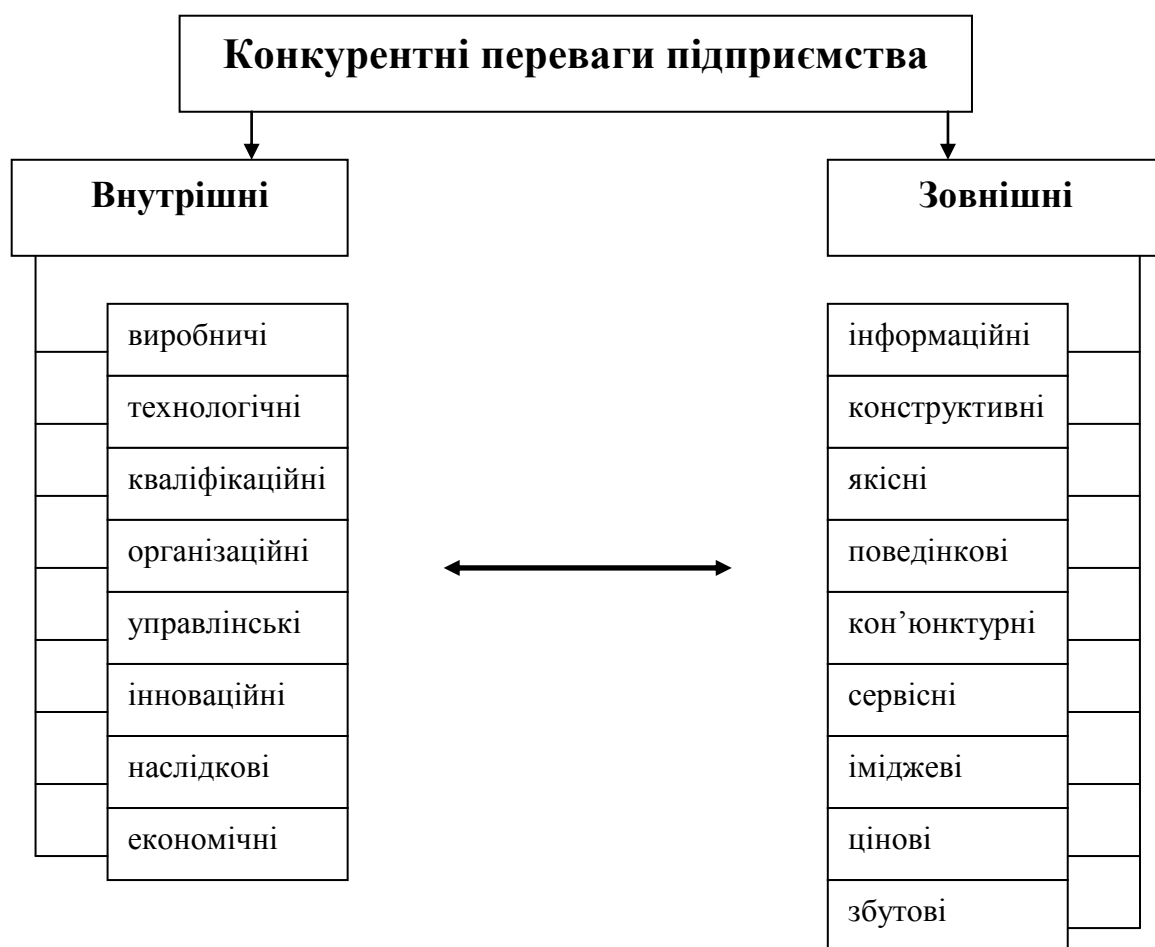 Конкурентні переваги підприємства
Внутрішні
виробничі
технологічні
кваліфікаційні
організаційні
управлінські
інноваційні
наслідкові
економічні
Зовнішні
інформаційні
конструктивні
якісні
поведінкові
кон’юнктурні
сервісні
іміджеві
цінові
збутові